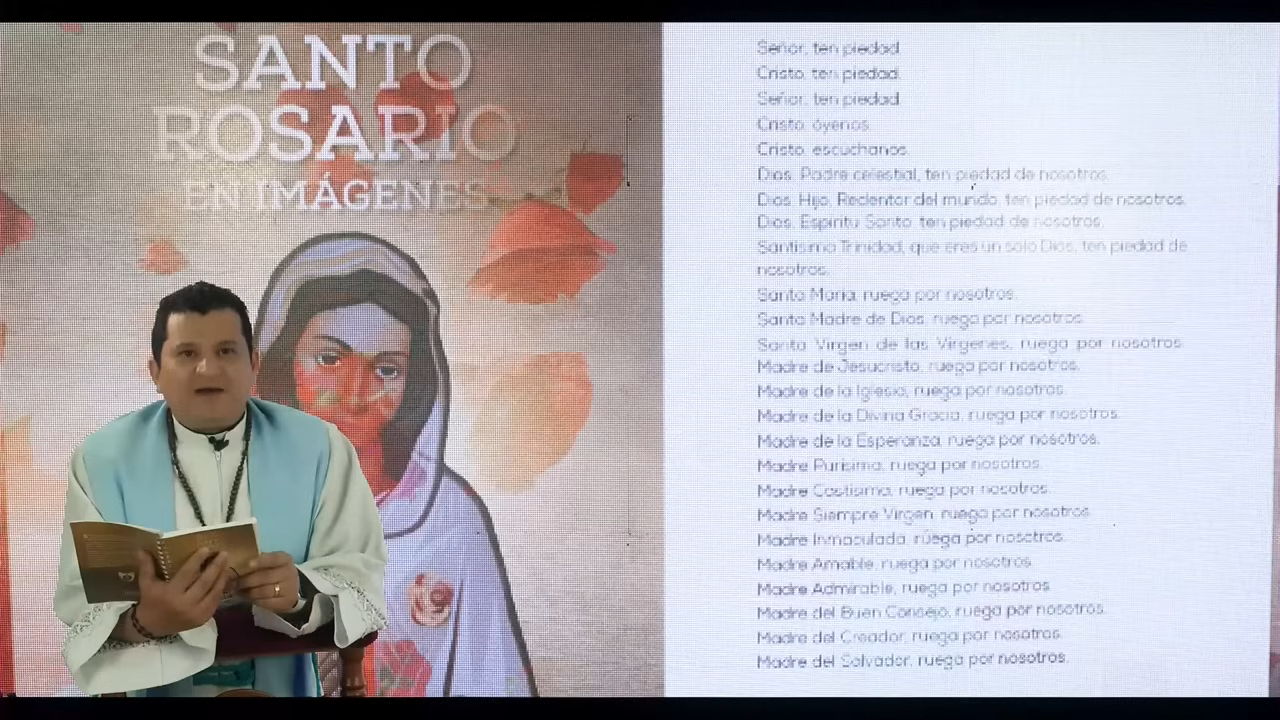 SANTO
ROSARIO
EN IMÁGENES
Señor, ten piedad.
Cristo, ten piedad.
Señor, ten piedad.
Cristo, óyenos.
Cristo, escúchanos.
Dios, Padre celestial, ten piedad de nosotros.
Dios, Hijo, Redentor del mundo, ten piedad de nosotros.
Dios, Espíritu Santo, ten piedad de nosotros.
Santísima Trinidad, que eres un solo Dios, ten piedad de
nosotros.
Santa María, ruega por nosotros.
Santa Madre de Dios, ruega por nosotros.
Santa Virgen de las Vírgenes, ruega por nosotros.
Madre de Jesucristo, ruega por nosotros.
Madre de la Iglesia, ruega por nosotros.
Madre de la Divina Gracia, ruega por nosotros.
Madre de la Esperanza, ruega por nosotros.
Madre Purísima, ruega por nosotros.
Madre Castísima, ruega por nosotros.
Madre Siempre Virgen, ruega por nosotros.
Madre Inmaculada, ruega por nosotros.
Madre Amable, ruega por nosotros.
Madre Admirable, ruega por nosotros.
Madre del Buen Consejo, ruega por nosotros.
Madre del Creador, ruega por nosotros.
Madre del Salvador, ruega por nosotros.